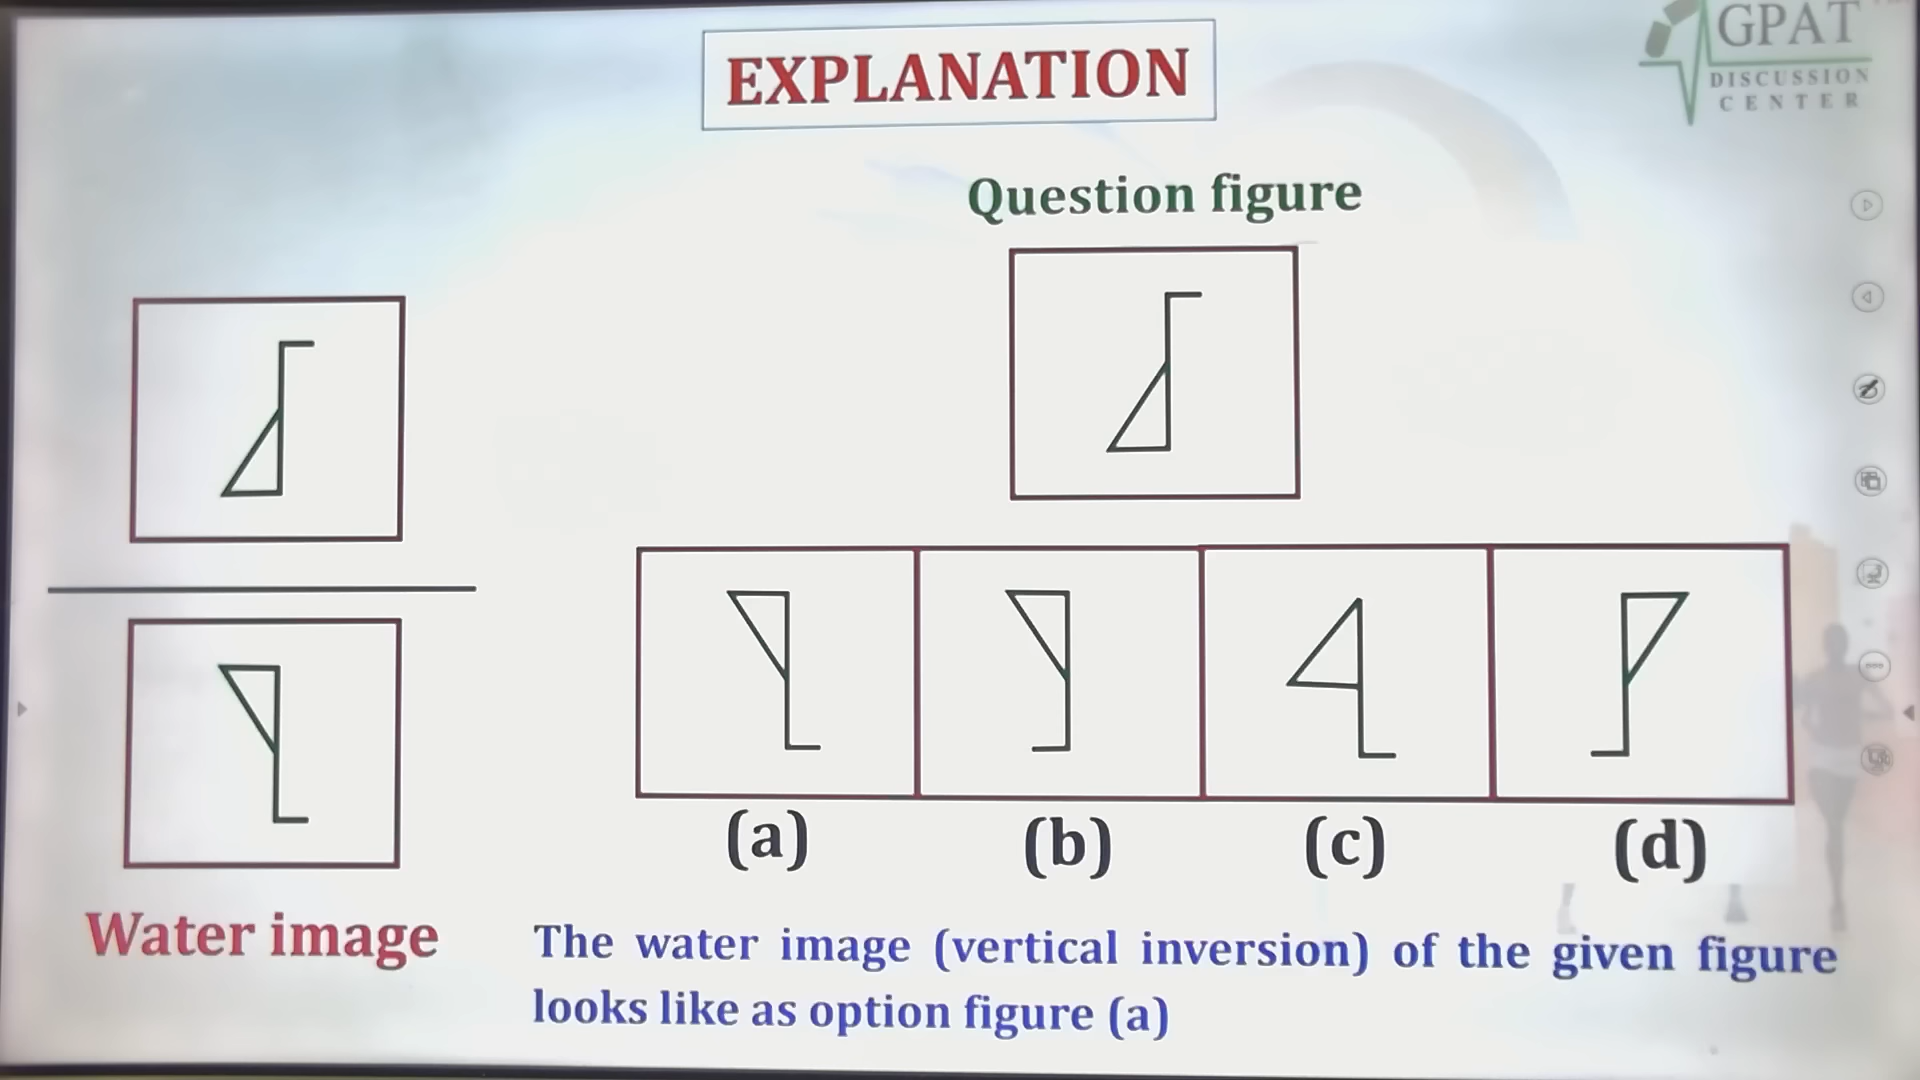 EXPLANATION
GPAT
DISCUSSION
CENTER
Question figure
(a)
(b)
(c)
(d)
Water image
The water image (vertical inversion) of the given figure
looks like as option figure (a)